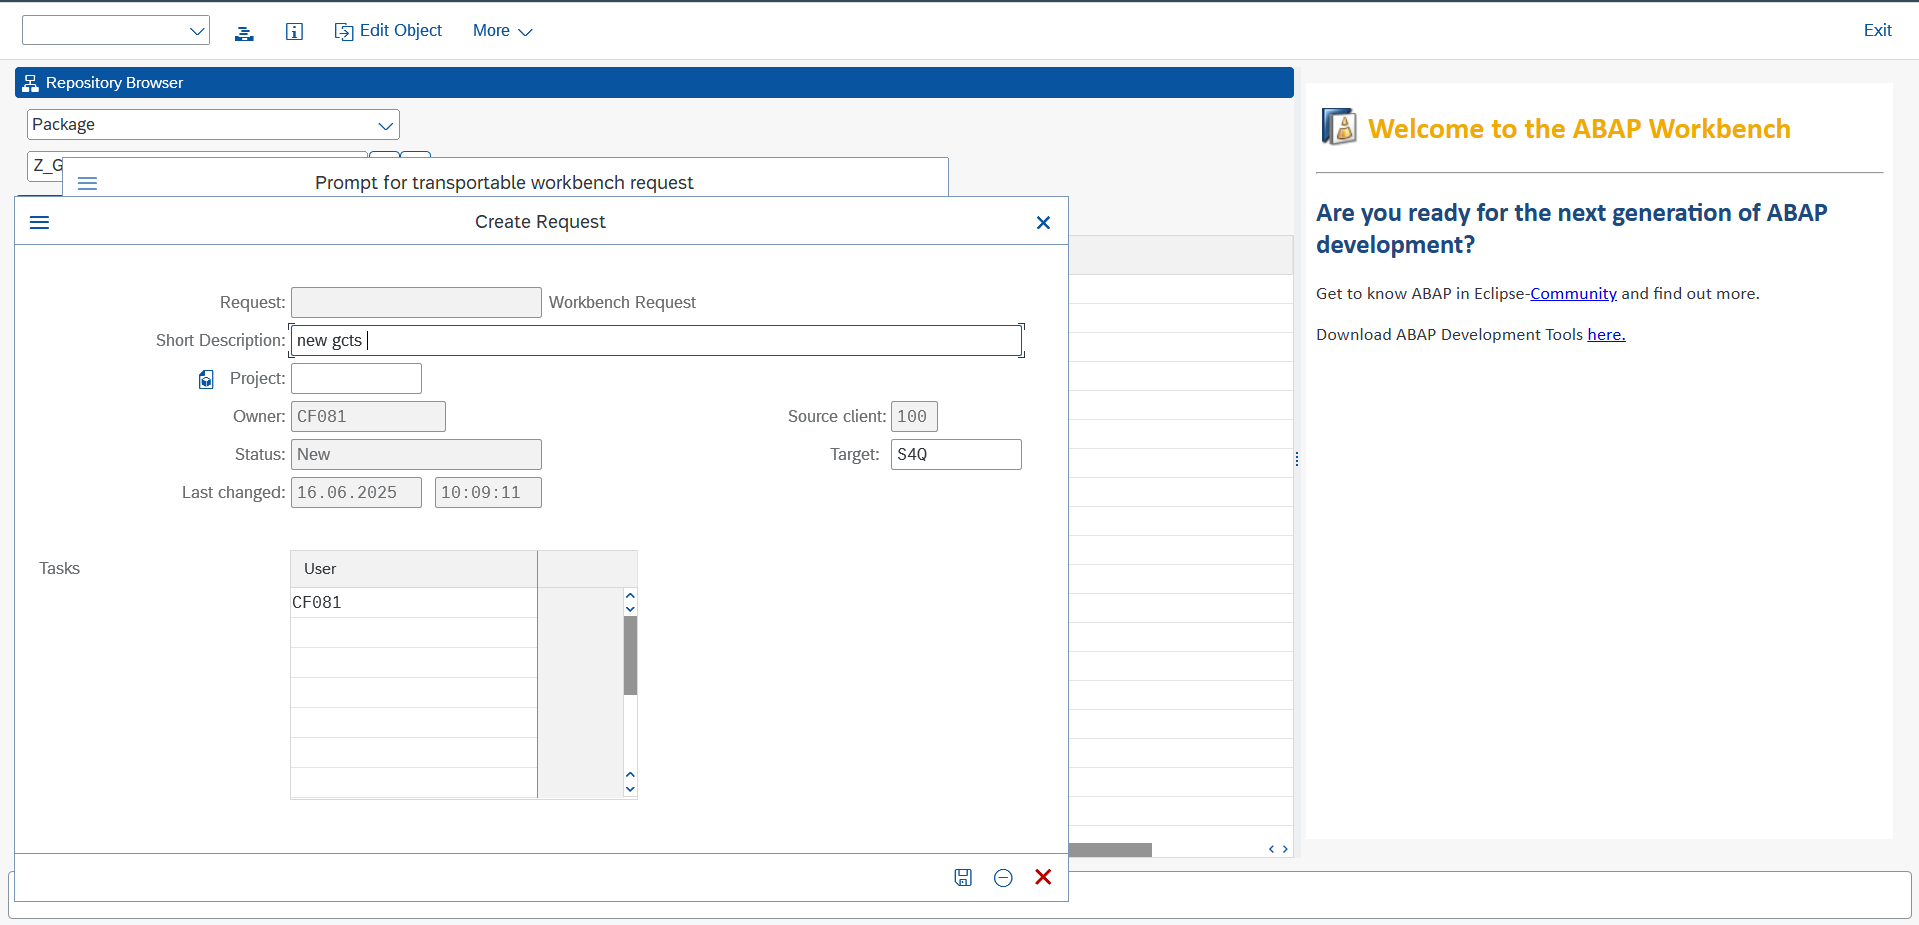 Edit Object
More
Exit
Repository Browser
Package
Z_G
Prompt for transportable workbench request
Create Request
Request:
Workbench Request
Short Description: new gcts
Project:
Owner: CF081
Source client: 100
Status: New
Target: S4Q
Last changed: 16.06.2025 10:09:11
Tasks
User
CF081
Welcome to the ABAP Workbench
Are you ready for the next generation of ABAP
development?
Get to know ABAP in Eclipse-Community and find out more.
Download ABAP Development Tools here.